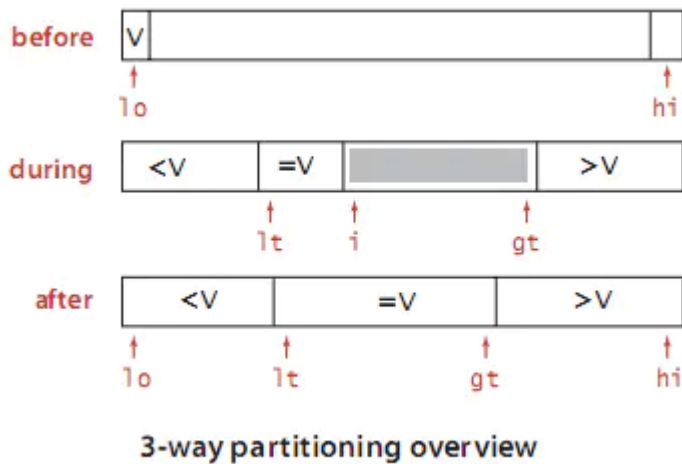 before V
lo hi
during <V =V >V
lt i gt
after <V =V >V
lo lt gt hi
3-way partitioning overview